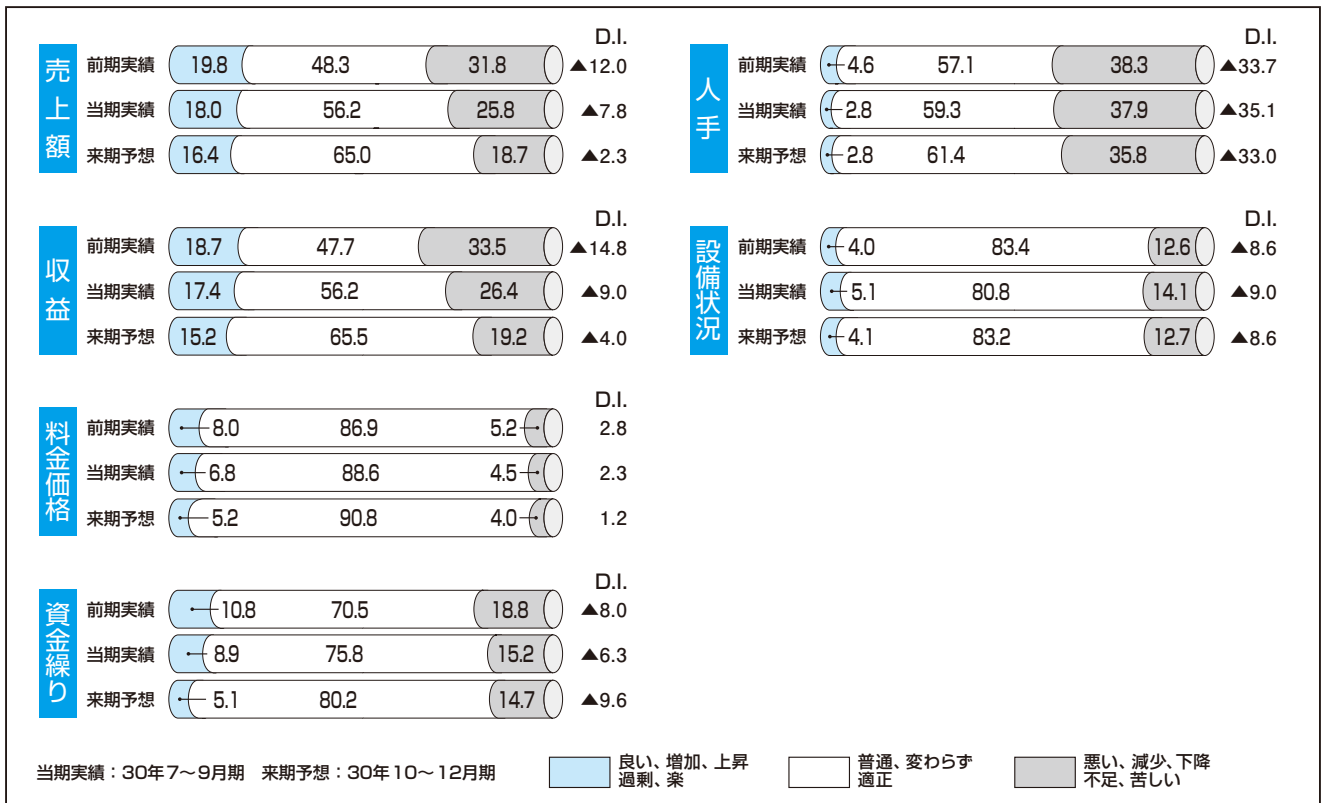 売上額
D.I.
前期実績 19.8 48.3 31.8 ▲12.0
当期実績 18.0 56.2 25.8 ▲7.8
来期予想 16.4 65.0 18.7 ▲2.3
収益
D.I.
前期実績 18.7 47.7 33.5 ▲14.8
当期実績 17.4 56.2 26.4 ▲9.0
来期予想 15.2 65.5 19.2 ▲4.0
料金価格
D.I.
前期実績 8.0 86.9 5.2 2.8
当期実績 6.8 88.6 4.5 2.3
来期予想 5.2 90.8 4.0 1.2
資金繰り
D.I.
前期実績 10.8 70.5 18.8 ▲8.0
当期実績 8.9 75.8 15.2 ▲6.3
来期予想 5.1 80.2 14.7 ▲9.6
人手
D.I.
前期実績 4.6 57.1 38.3 ▲33.7
当期実績 2.8 59.3 37.9 ▲35.1
来期予想 2.8 61.4 35.8 ▲33.0
設備状況
D.I.
前期実績 4.0 83.4 12.6 ▲8.6
当期実績 5.1 80.8 14.1 ▲9.0
来期予想 4.1 83.2 12.7 ▲8.6
当期実績：30年7～9月期 来期予想：30年10～12月期
良い、増加、上昇
過剰、楽
普通、変わらず
適正
悪い、減少、下降
不足、苦しい